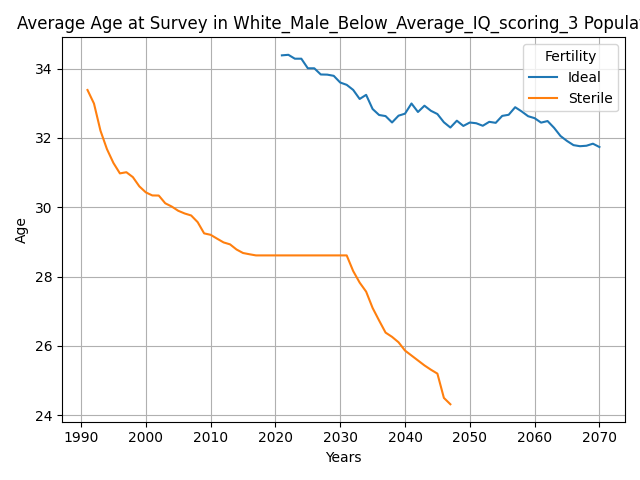 Average Age at Survey in White_Male_Below_Average_IQ_scoring_3 Populat
Fertility
Ideal
Sterile
34
32
30
28
26
24
Age
1990 2000 2010 2020 2030 2040 2050 2060 2070
Years